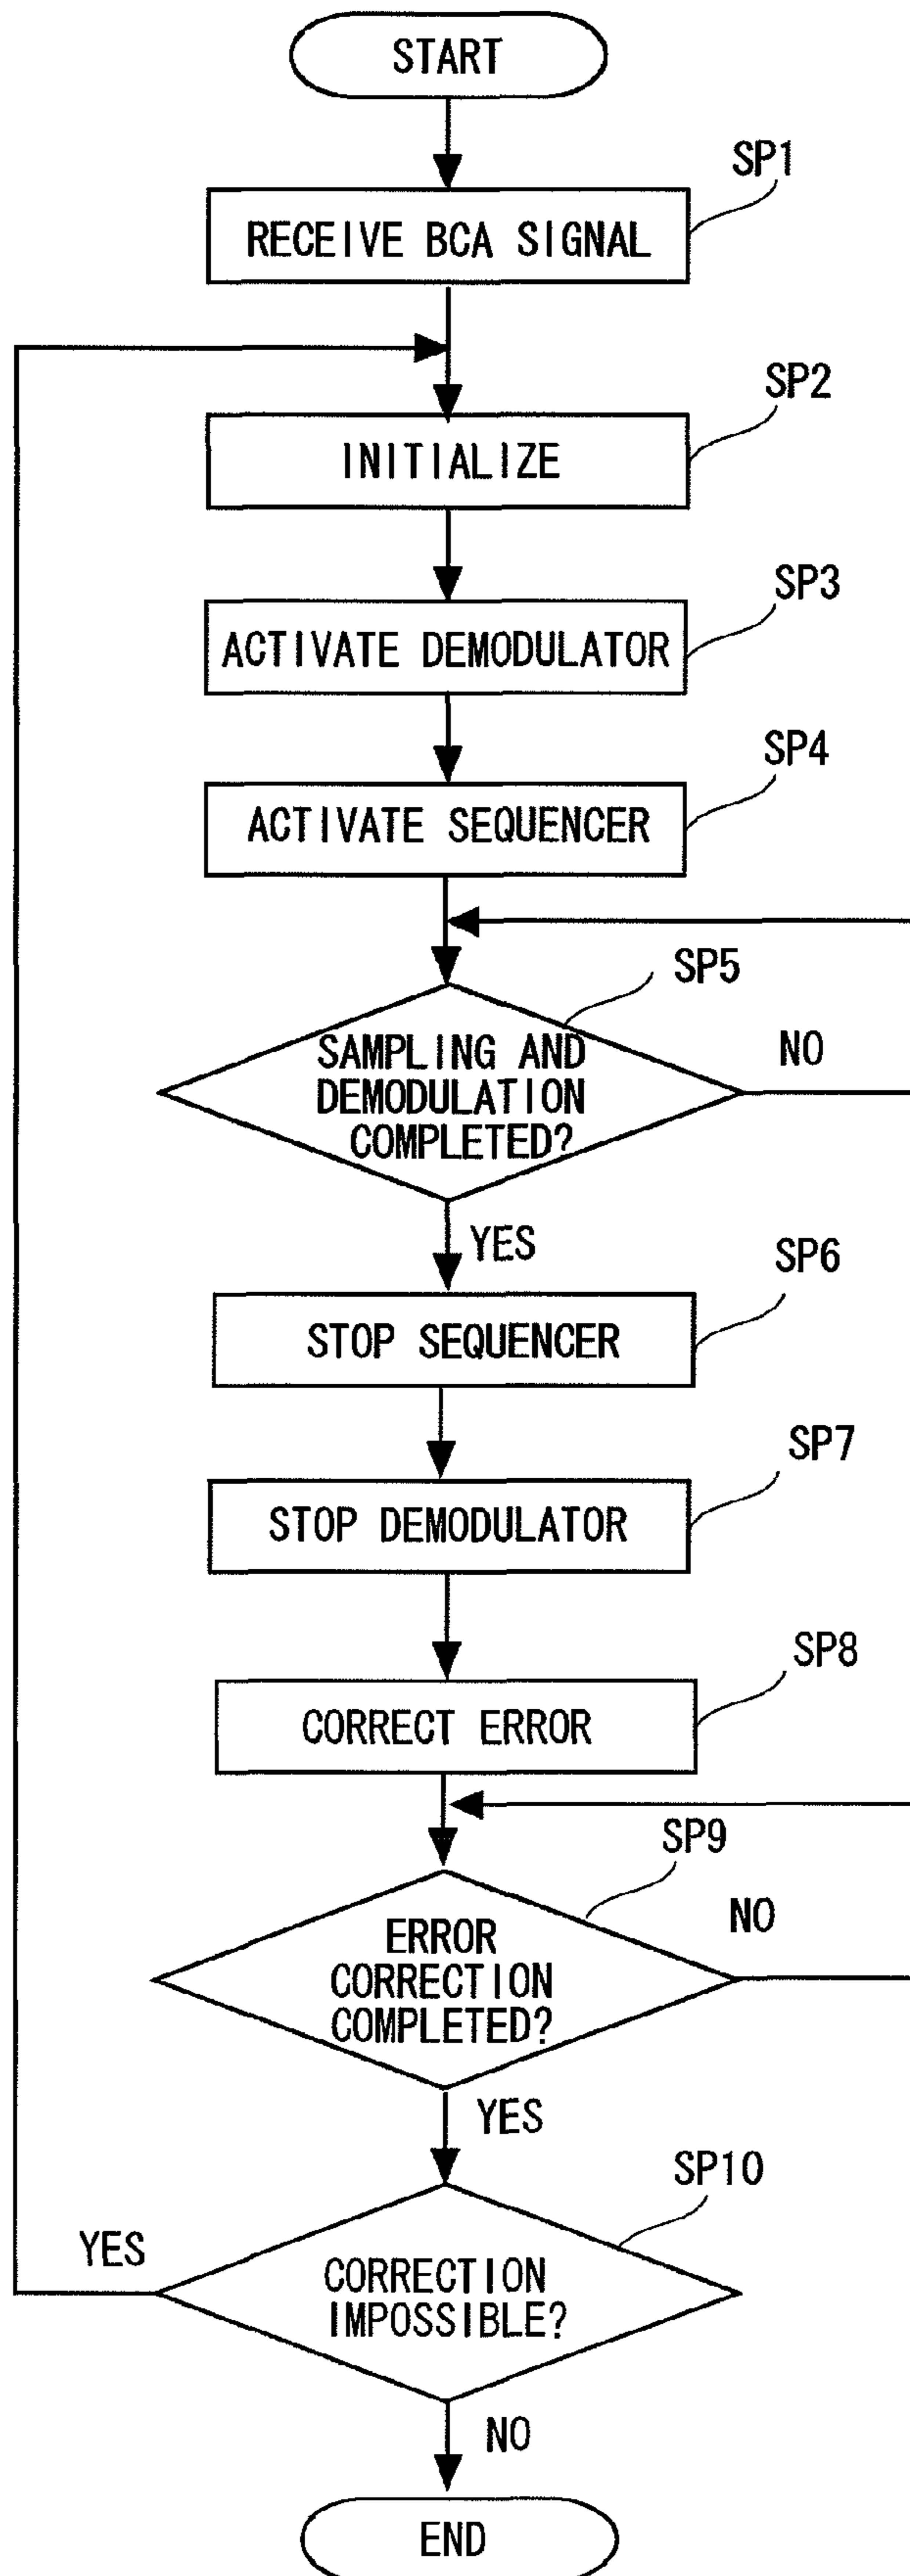 START
SP1
RECEIVE BCA SIGNAL
SP2
INITIALIZE
SP3
ACTIVATE DEMODULATOR
SP4
ACTIVATE SEQUENCER
SP5
SAMPLING AND
DEMODULATION
COMPLETED?
NO
YES
SP6
STOP SEQUENCER
SP7
STOP DEMODULATOR
SP8
CORRECT ERROR
SP9
ERROR
CORRECTION
COMPLETED?
NO
YES
SP10
YES
CORRECTION
IMPOSSIBLE?
NO
END